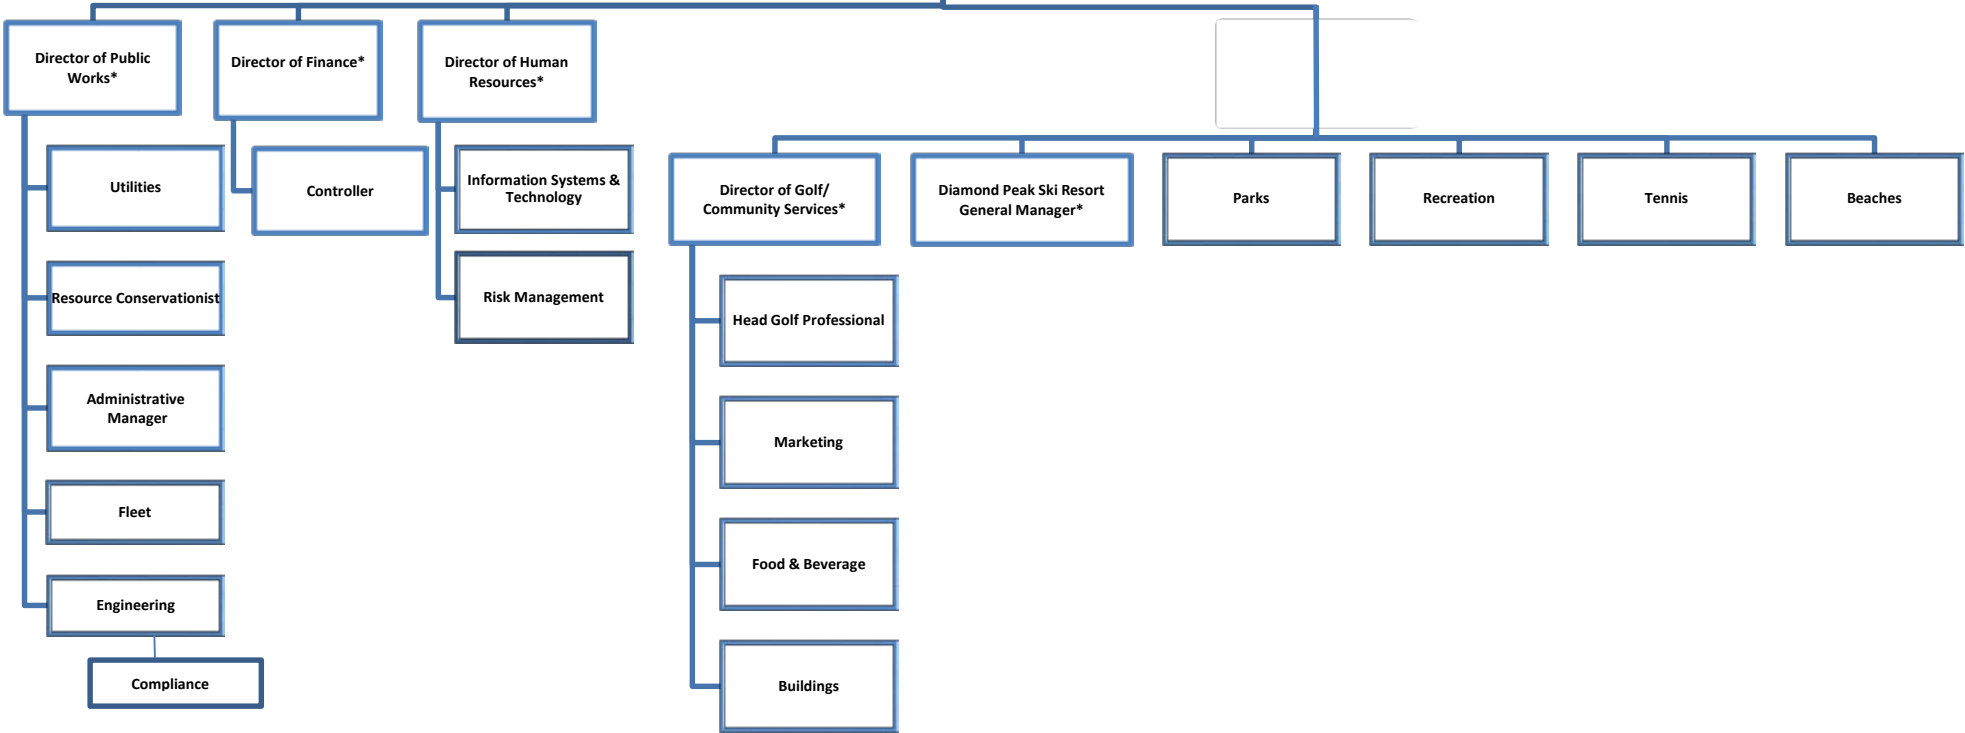 Director of Public
Works*
Director of Finance*
Director of Human
Resources*
Utilities
Controller
Information Systems &
Technology
Director of Golf/
Community Services*
Diamond Peak Ski Resort
General Manager*
Parks
Recreation
Tennis
Beaches
Resource Conservationist
Risk Management
Head Golf Professional
Administrative
Manager
Marketing
Fleet
Food & Beverage
Engineering
Compliance
Buildings